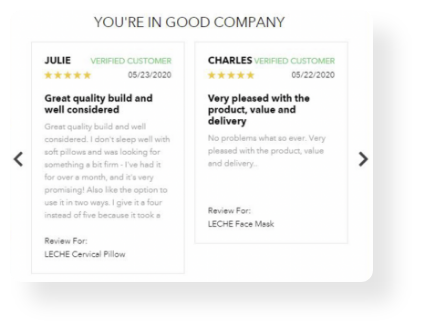 YOU'RE IN GOOD COMPANY
JULIE VERIFIED CUSTOMER
05/23/2020
Great quality build and
well considered
Great quality build and well
considered. I don't sleep well with
soft pillows and was looking for
something a bit firm - I've had it
for over a month, and it's very
promising! Also like the option to
use it in two ways. I give it a four
instead of five because it took a
Review For:
LECHE Cervical Pillow
CHARLES VERIFIED CUSTOMER
05/22/2020
Very pleased with the
product, value and
delivery
No problems what so ever. Very
pleased with the product, value
and delivery..
Review For:
LECHE Face Mask